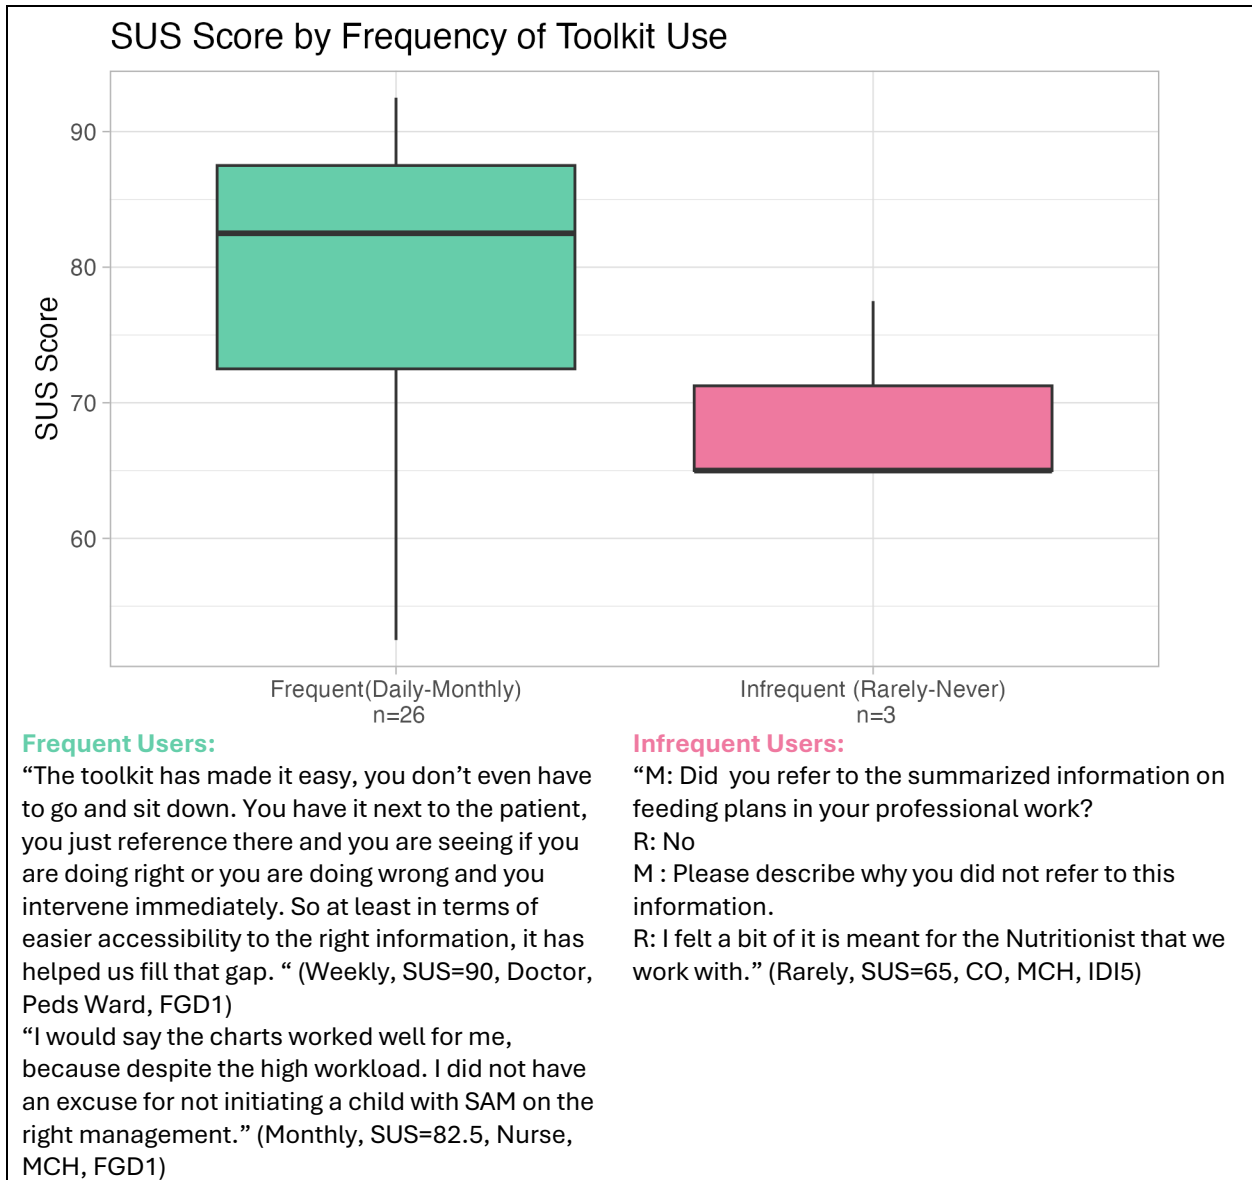 SUS Score by Frequency of Toolkit Use
90
80
70
60
SUS Score
Frequent(Daily-Monthly)
n=26
Infrequent (Rarely-Never)
n=3
Frequent Users:
“The toolkit has made it easy, you don’t even have
to go and sit down. You have it next to the patient,
you just reference there and you are seeing if you
are doing right or you are doing wrong and you
intervene immediately. So at least in terms of
easier accessibility to the right information, it has
helped us fill that gap. “ (Weekly, SUS=90, Doctor,
Peds Ward, FGD1)
“I would say the charts worked well for me,
because despite the high workload. I did not have
an excuse for not initiating a child with SAM on the
right management.” (Monthly, SUS=82.5, Nurse,
MCH, FGD1)
Infrequent Users:
“M: Did  you refer to the summarized information on
feeding plans in your professional work?
R: No
M : Please describe why you did not refer to this
information.
R: I felt a bit of it is meant for the Nutritionist that we
work with.” (Rarely, SUS=65, CO, MCH, IDI5)